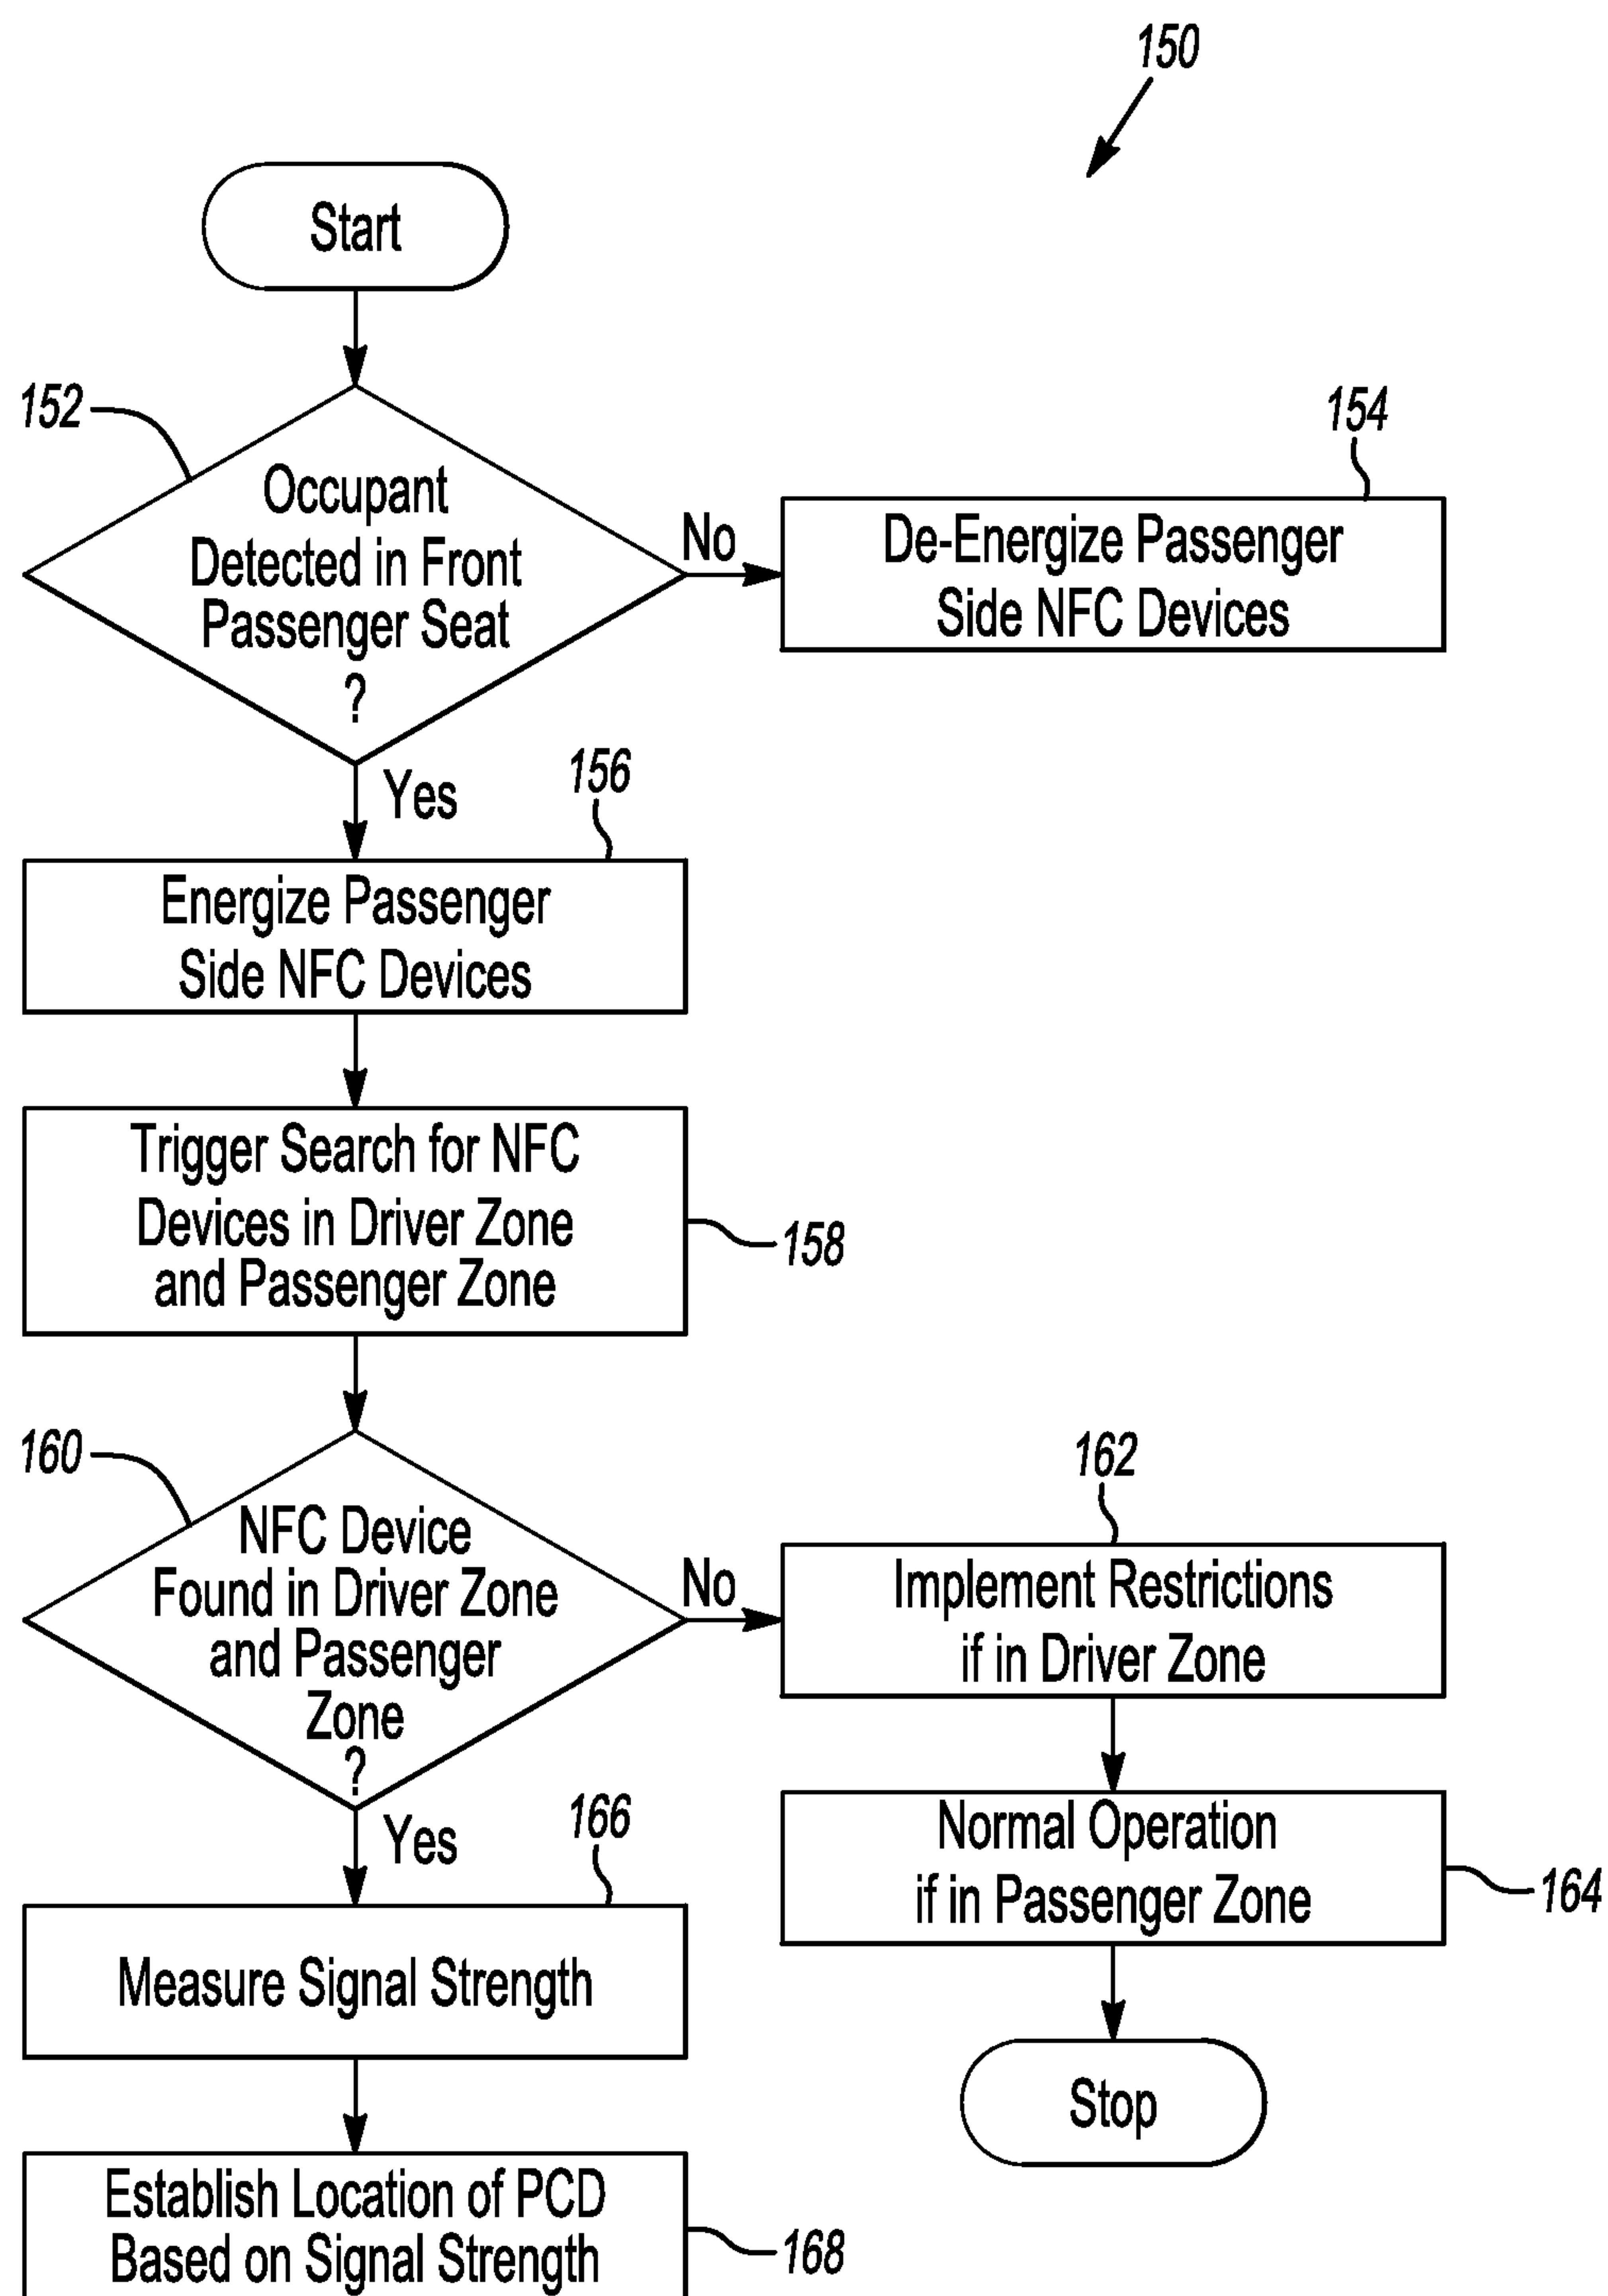 150
Start
152
Occupant
Detected in Front
Passenger Seat
?
No
154
De-Energize Passenger
Side NFC Devices
Yes
156
Energize Passenger
Side NFC Devices
Trigger Search for NFC
Devices in Driver Zone
and Passenger Zone
158
160
NFC Device
Found in Driver Zone
and Passenger
Zone
?
No
162
Implement Restrictions
if in Driver Zone
Normal Operation
if in Passenger Zone
164
Stop
Yes
166
Measure Signal Strength
Establish Location of PCD
Based on Signal Strength
168